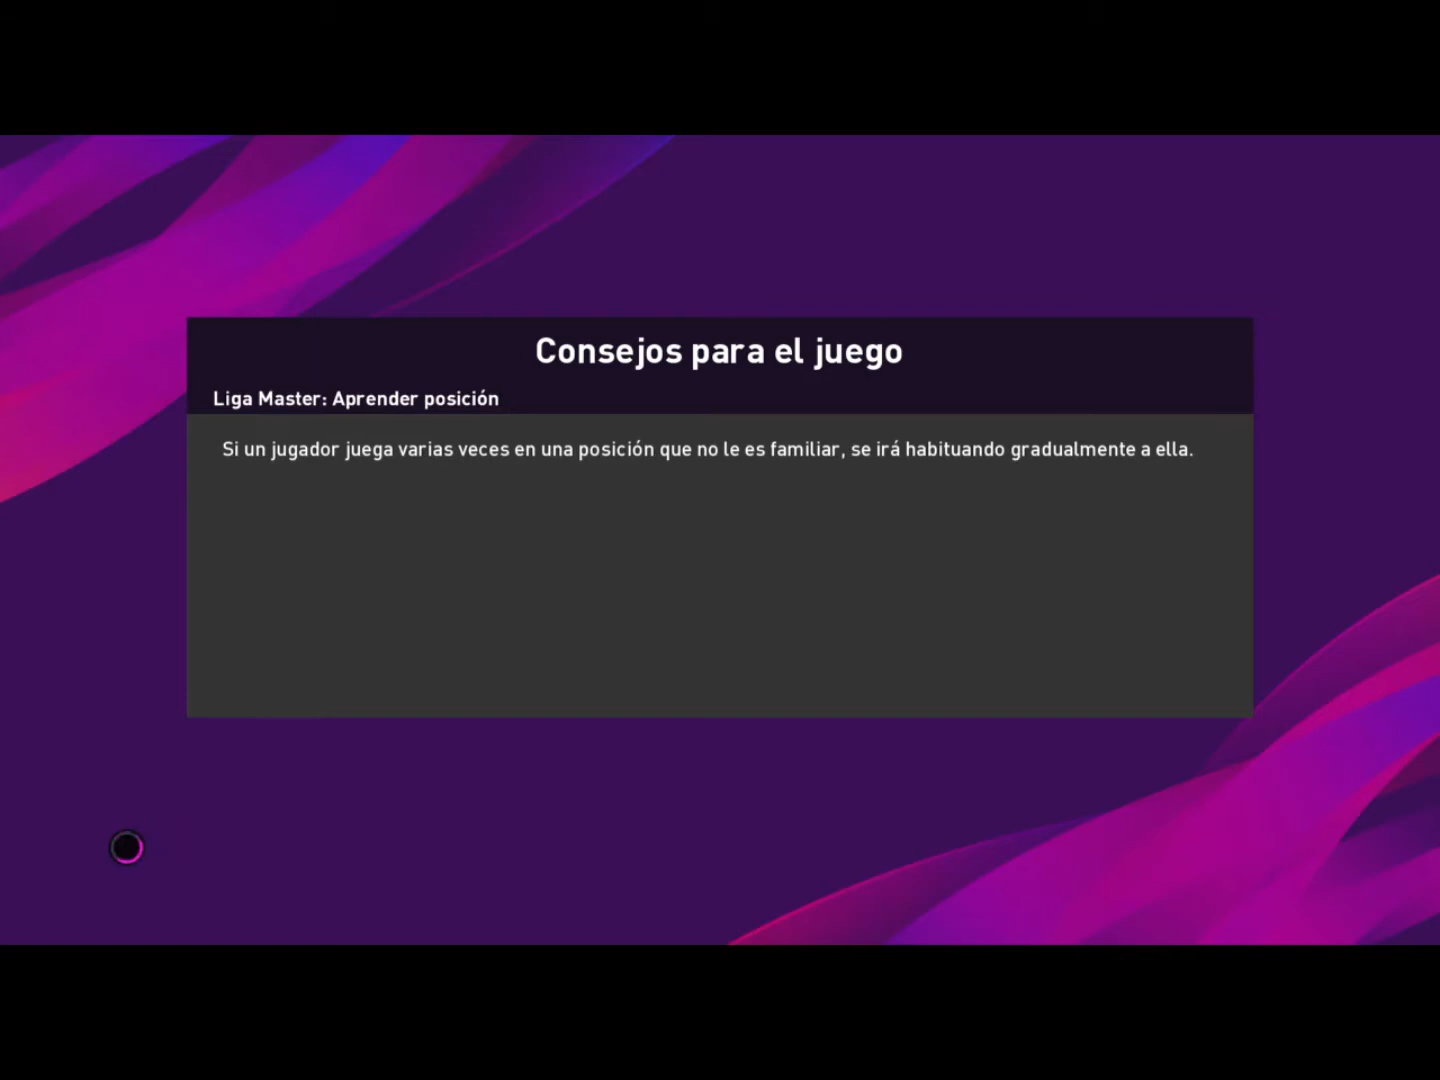 Consejos para el juego
Liga Master: Aprender posición
Si un jugador juega varias veces en una posición que no le es familiar, se irá habituando gradualmente a ella.